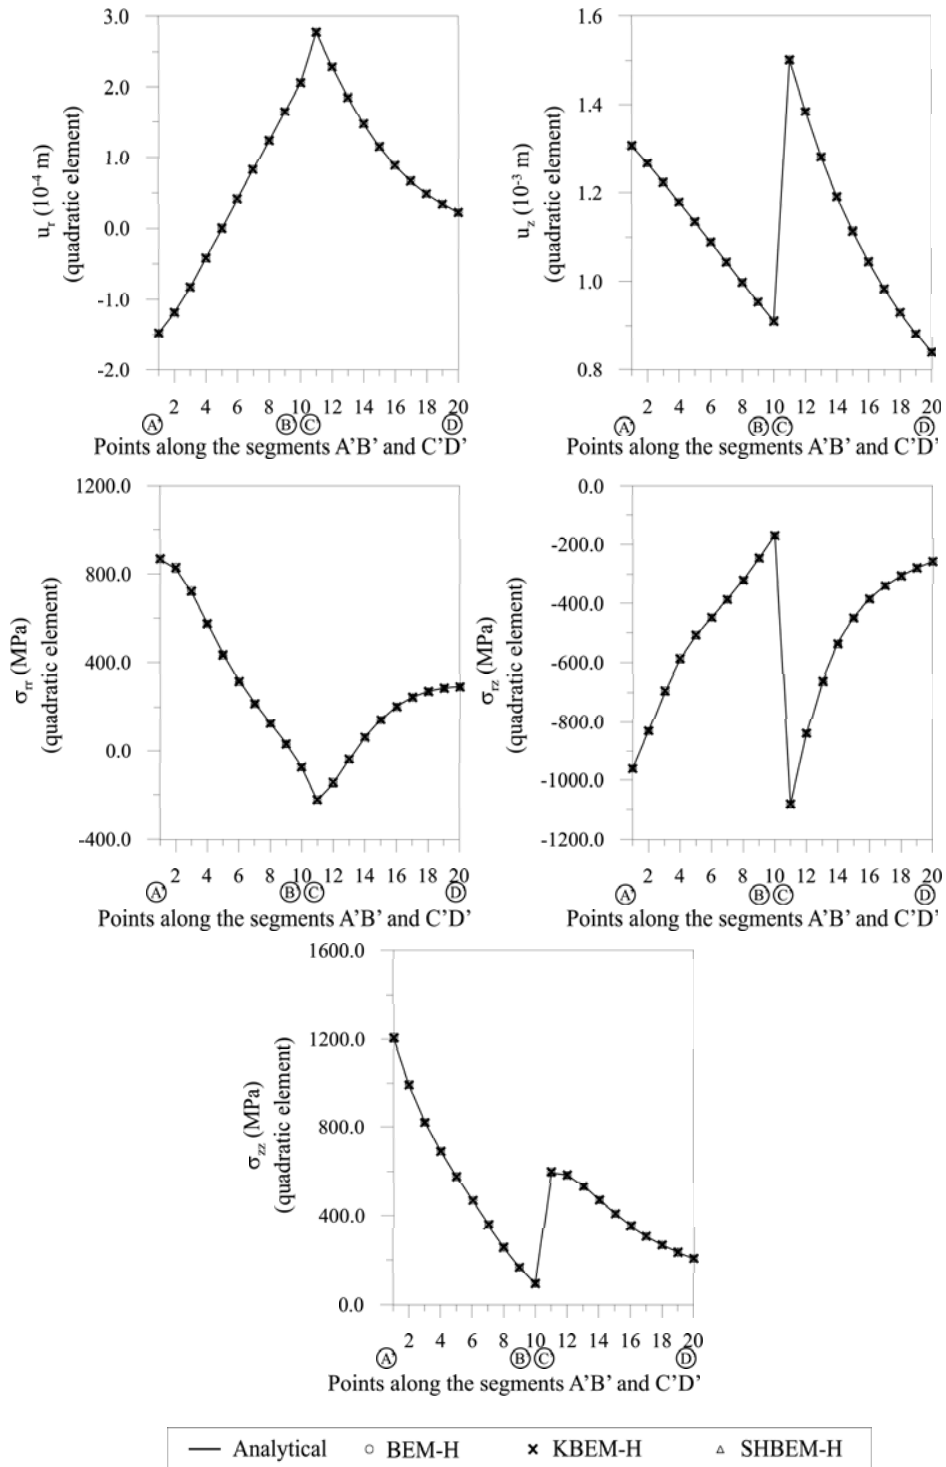 3.0
2.0
1.0
0.0
-1.0
-2.0
u_r (10^-4 m)
(quadratic element)
2 4 6 8 10 12 14 16 18 20
A' B' C' D'
Points along the segments A'B' and C'D'
1.6
1.4
1.2
1.0
0.8
u_z (10^-3 m)
(quadratic element)
2 4 6 8 10 12 14 16 18 20
A' B' C' D'
Points along the segments A'B' and C'D'
1200.0
800.0
400.0
0.0
-400.0
σ_rr (MPa)
(quadratic element)
2 4 6 8 10 12 14 16 18 20
A' B' C' D'
Points along the segments A'B' and C'D'
0.0
-200.0
-400.0
-600.0
-800.0
-1000.0
-1200.0
σ_rz (MPa)
(quadratic element)
2 4 6 8 10 12 14 16 18 20
A' B' C' D'
Points along the segments A'B' and C'D'
1600.0
1200.0
800.0
400.0
0.0
σ_zz (MPa)
(quadratic element)
2 4 6 8 10 12 14 16 18 20
A' B' C' D'
Points along the segments A'B' and C'D'
Analytical BEM-H KBEM-H SHBEM-H